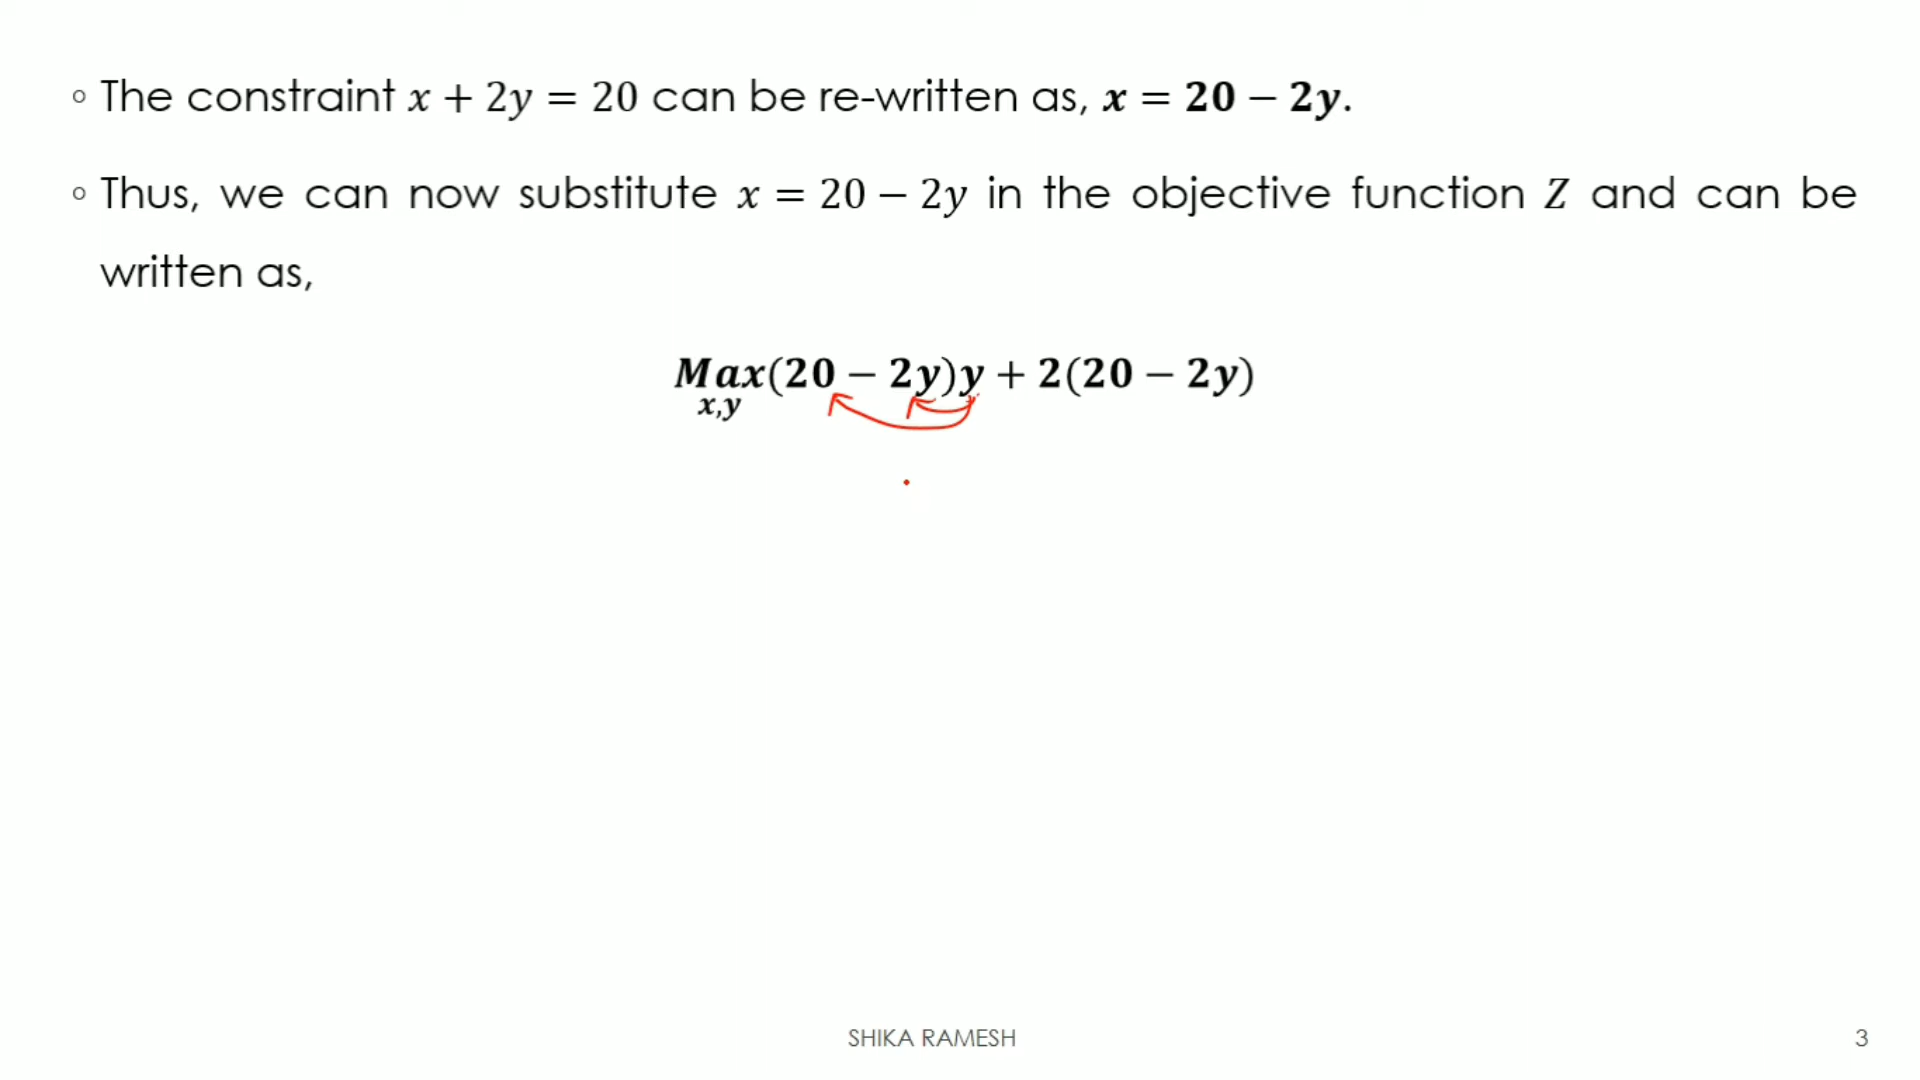 ◦ The constraint 𝑥 + 2𝑦 = 20 can be re-written as, 𝒙 = 𝟐𝟎 − 𝟐𝒚.
◦ Thus, we can now substitute 𝑥 = 20 − 2𝑦 in the objective function 𝑍 and can be
written as,
𝑴𝒂𝒙(𝟐𝟎 − 𝟐𝒚)𝒚 + 𝟐(𝟐𝟎 − 𝟐𝒚)
𝒙,𝒚
SHIKA RAMESH
3